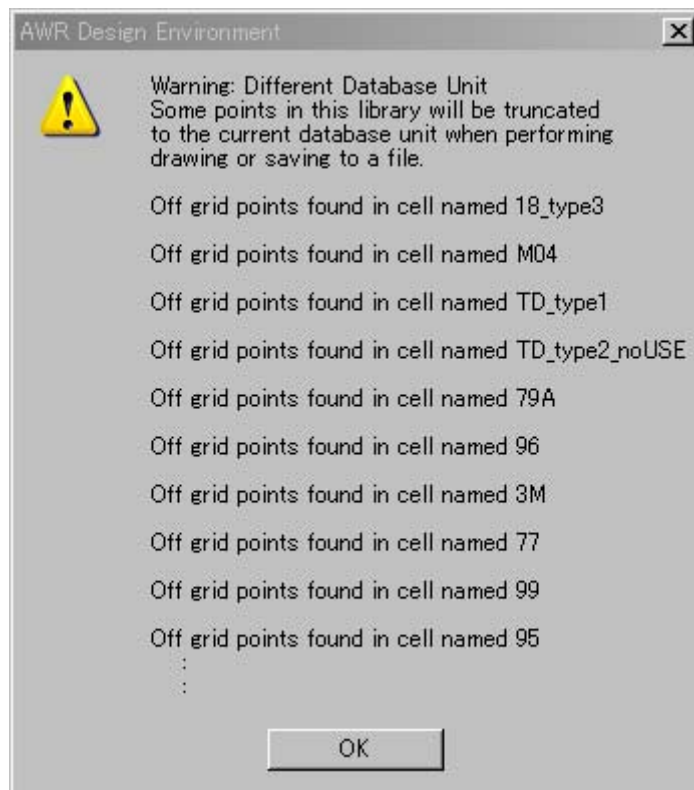 AWR Design Environment
Warning: Different Database Unit
Some points in this library will be truncated
to the current database unit when performing
drawing or saving to a file.
Off grid points found in cell named 18_type3
Off grid points found in cell named M04
Off grid points found in cell named TD_type1
Off grid points found in cell named TD_type2_noUSE
Off grid points found in cell named 79A
Off grid points found in cell named 96
Off grid points found in cell named 3M
Off grid points found in cell named 77
Off grid points found in cell named 99
Off grid points found in cell named 95
:
:
OK